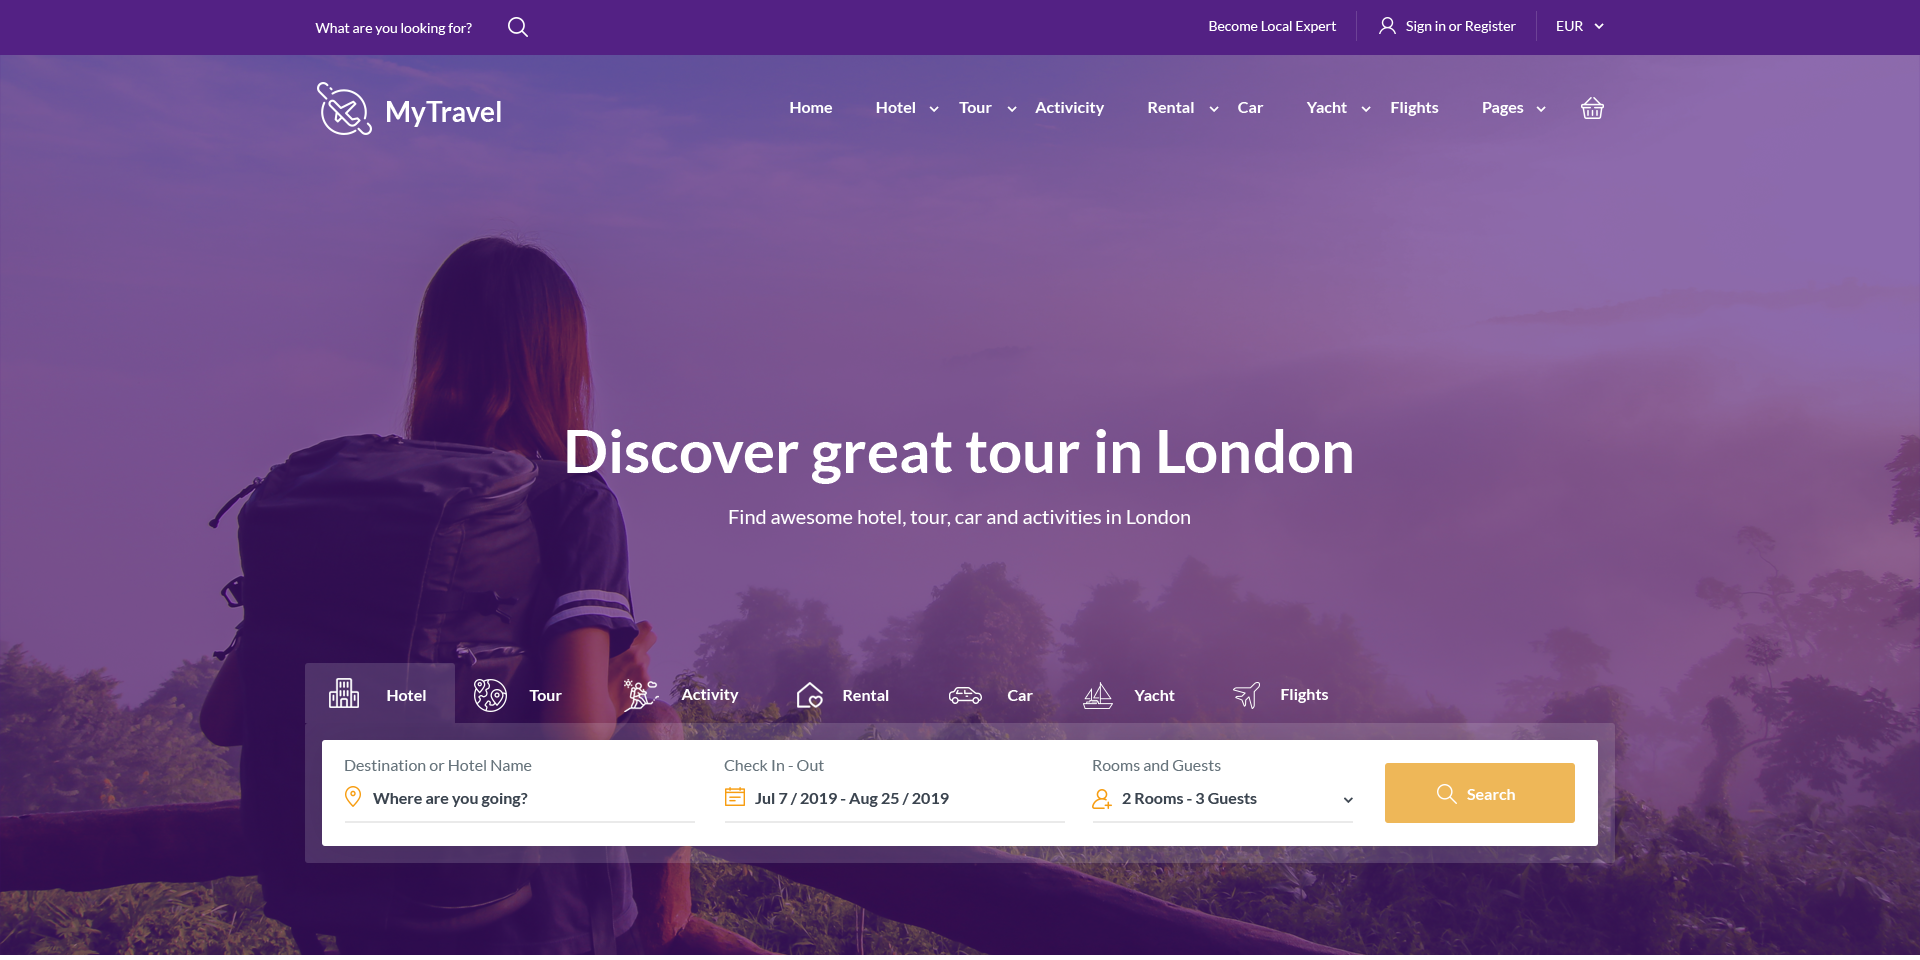 What are you looking for?
Become Local Expert
Sign in or Register
EUR
MyTravel
Home
Hotel
Tour
Activicity
Rental
Car
Yacht
Flights
Pages
Discover great tour in London
Find awesome hotel, tour, car and activities in London
Hotel
Tour
Activity
Rental
Car
Yacht
Flights
Destination or Hotel Name
Where are you going?
Check In - Out
Jul 7 / 2019 - Aug 25 / 2019
Rooms and Guests
2 Rooms - 3 Guests
Search